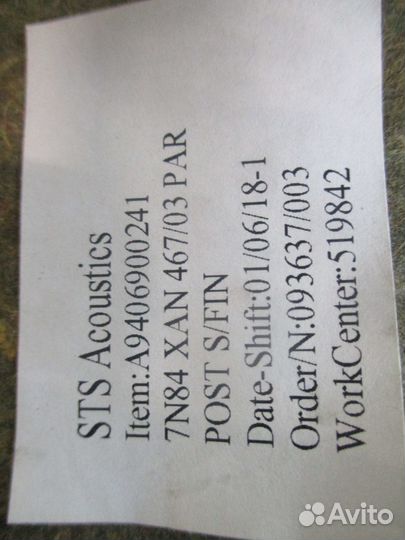 STS Acoustics
Item:A9406900241
7N84 XAN 467/03 PAR
POST S/FIN
Date-Shift:01/06/18-1
Order/N:093637/003
WorkCenter:519842
Avito